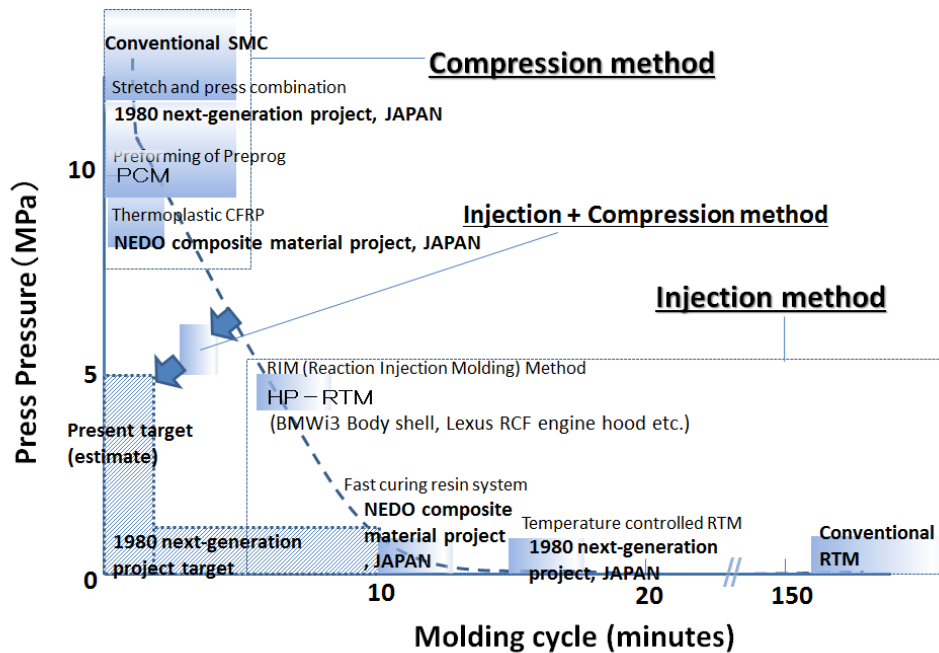 Conventional SMC
Compression method
Stretch and press combination
1980 next-generation project, JAPAN
Preforming of Preprog
PCM
10
Thermoplastic CFRP
NEDO composite material project, JAPAN
Injection + Compression method
Injection method
Press Pressure(MPa)
5
RIM (Reaction Injection Molding) Method
HP-RTM
(BMWi3 Body shell, Lexus RCF engine hood etc.)
Present target
(estimate)
Fast curing resin system
NEDO composite
material project
, JAPAN
Temperature controlled RTM
1980 next-generation
project, JAPAN
Conventional
RTM
1980 next-generation
project target
0
10
20
150
Molding cycle (minutes)